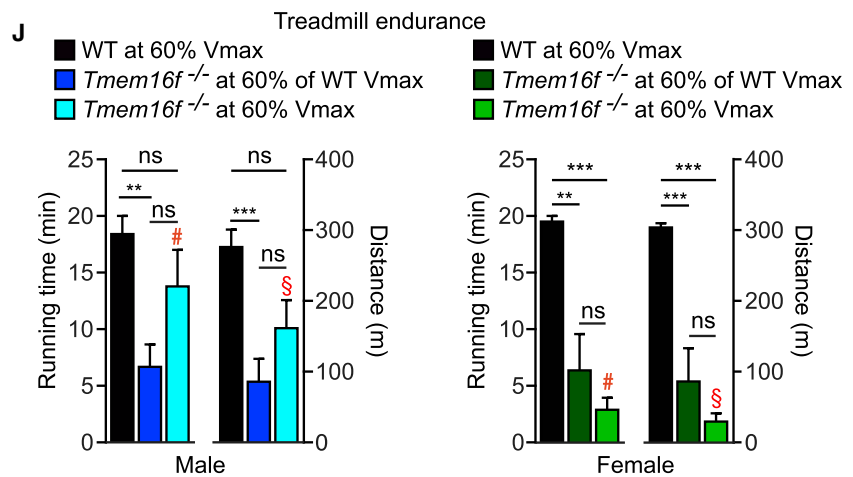 J
Treadmill endurance
WT at 60% Vmax
Tmem16f -/- at 60% of WT Vmax
Tmem16f -/- at 60% Vmax
WT at 60% Vmax
Tmem16f -/- at 60% of WT Vmax
Tmem16f -/- at 60% Vmax
Running time (min)
25
20
15
10
5
0
ns
**
ns
#
ns
***
ns
§
400
300
200
100
0
Distance (m)
Male
Running time (min)
25
20
15
10
5
0
***
**
ns
#
***
***
ns
§
400
300
200
100
0
Distance (m)
Female